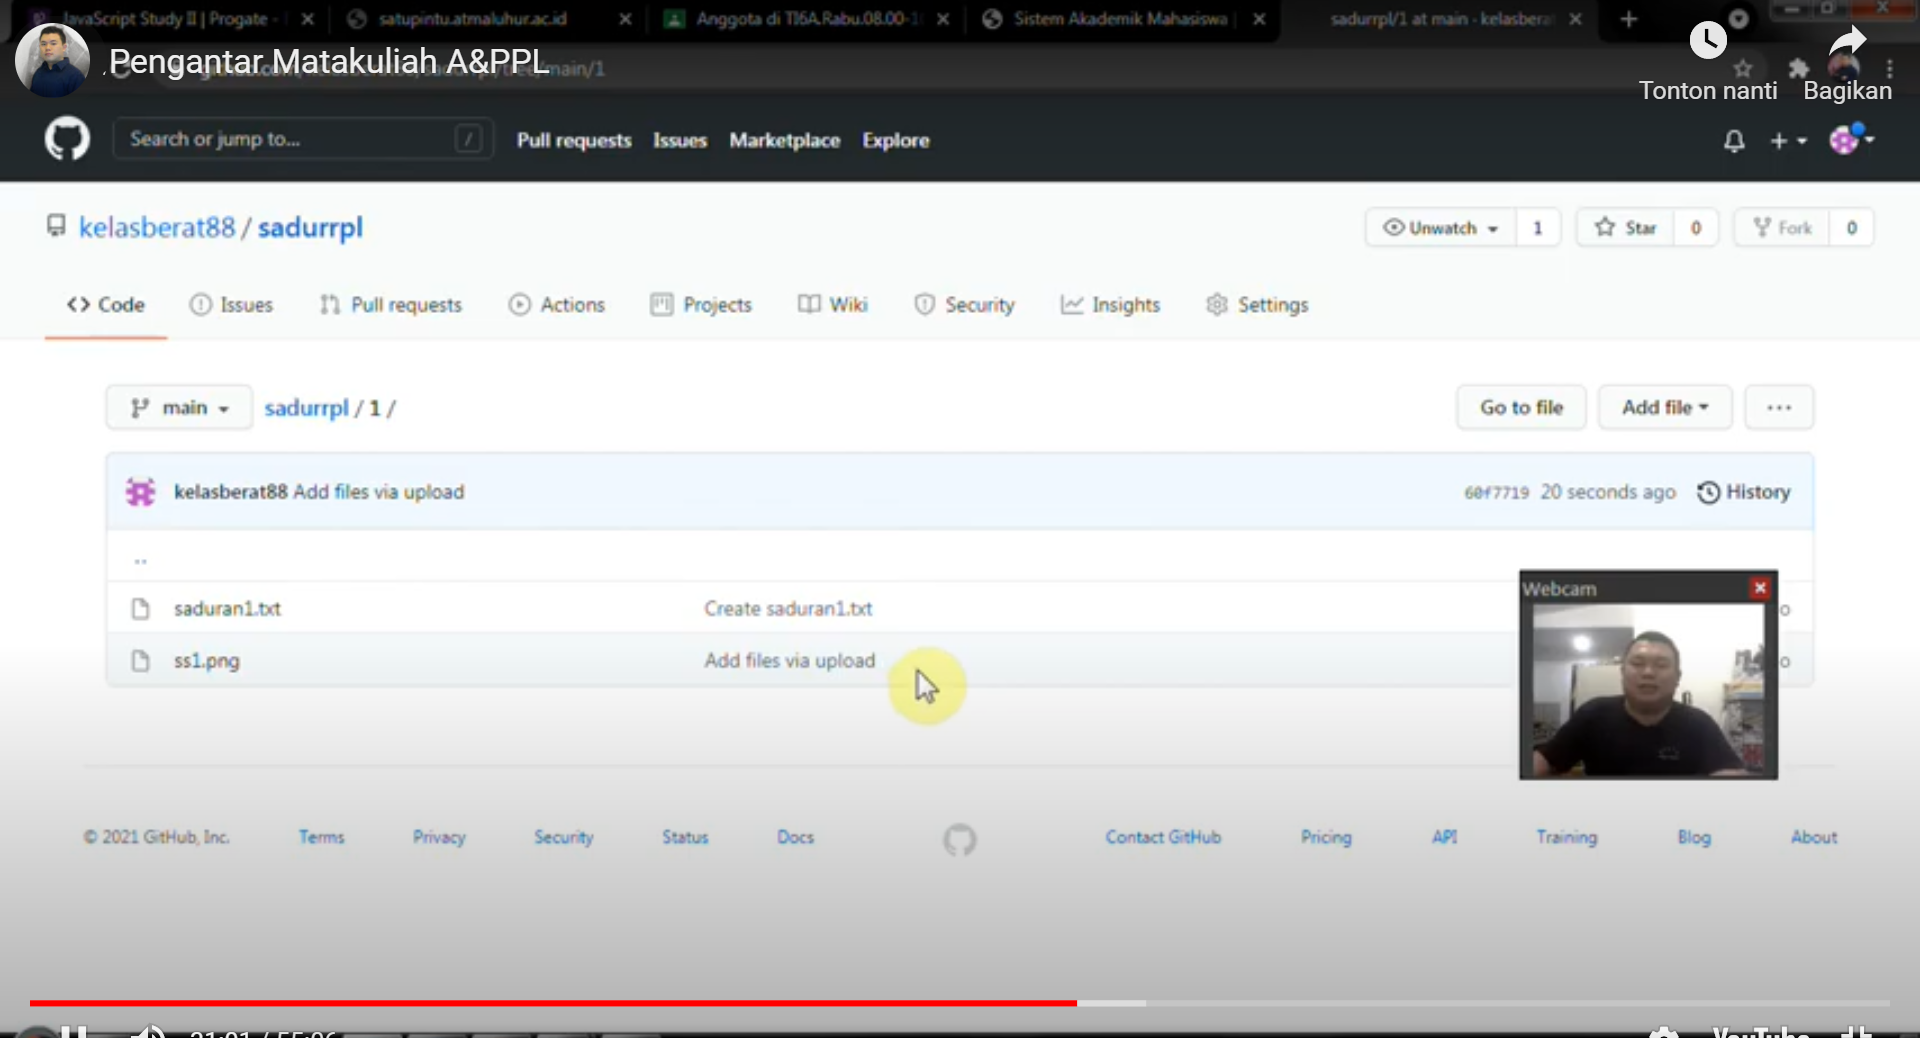 JavaScript Study II | Progate -
satupintu.atmaluhur.ac.id
Anggota di TI6A.Rabu.08.00-1
Sistem Akademik Mahasiswa
sadurrpl/1 at main · kelasbera
Pengantar Matakuliah A&PPL
main/1
Tonton nanti
Bagikan
Search or jump to...
/
Pull requests
Issues
Marketplace
Explore
kelasberat88 / sadurrpl
Unwatch
1
Star
0
Fork
0
Code
Issues
Pull requests
Actions
Projects
Wiki
Security
Insights
Settings
main
sadurrpl / 1 /
Go to file
Add file
...
kelasberat88 Add files via upload
60f7719
20 seconds ago
History
..
saduran1.txt
Create saduran1.txt
o
ss1.png
Add files via upload
o
Webcam
© 2021 GitHub, Inc.
Terms
Privacy
Security
Status
Docs
Contact GitHub
Pricing
API
Training
Blog
About
YouTube